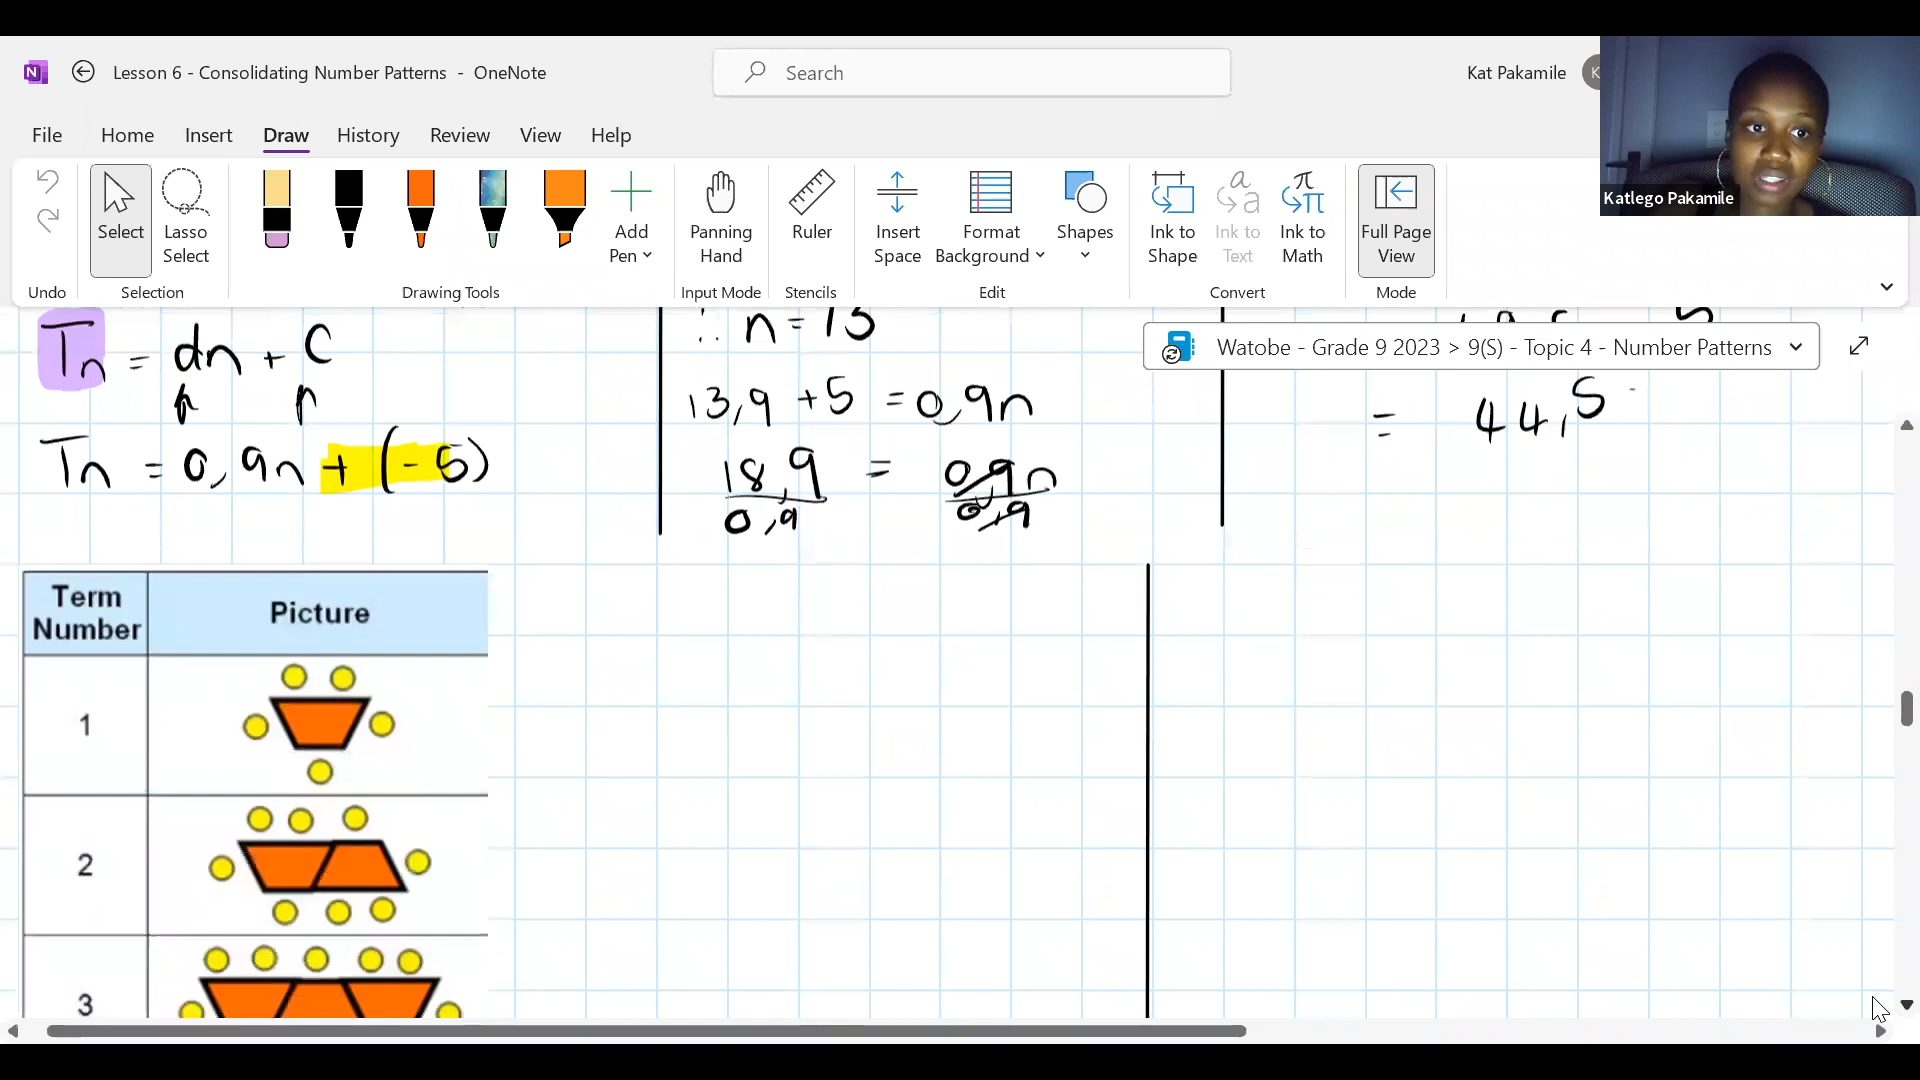 Lesson 6 - Consolidating Number Patterns - OneNote
Search
Kat Pakamile
K
File Home Insert Draw History Review View Help
Katlego Pakamile
Select
Lasso Select
Add Pen
Panning Hand
Ruler
Insert Space
Format Background
Shapes
Ink to Shape
Ink to Text
Ink to Math
Full Page View
Undo Selection Drawing Tools Input Mode Stencils Edit Convert Mode
Watobe - Grade 9 2023 > 9(S) - Topic 4 - Number Patterns
Tn = dn + C
Tn = 0,9n + (-5)
∴ n = 13
13,9 + 5 = 0,9n
18,9 = 0,9n
0,9 0,9
= 44,5
Term Number
Picture
1
2
3